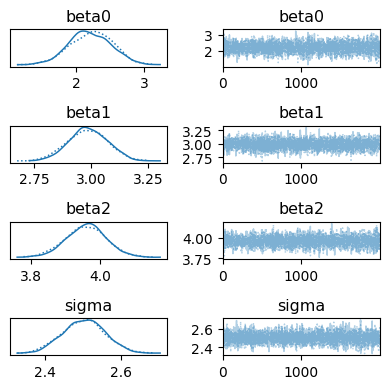 beta0 beta0
3
2
2 3 0 1000
beta1 beta1
3.25
3.00
2.75
2.75 3.00 3.25 0 1000
beta2 beta2
4.00
3.75
3.8 4.0 0 1000
sigma sigma
2.6
2.4
2.4 2.6 0 1000